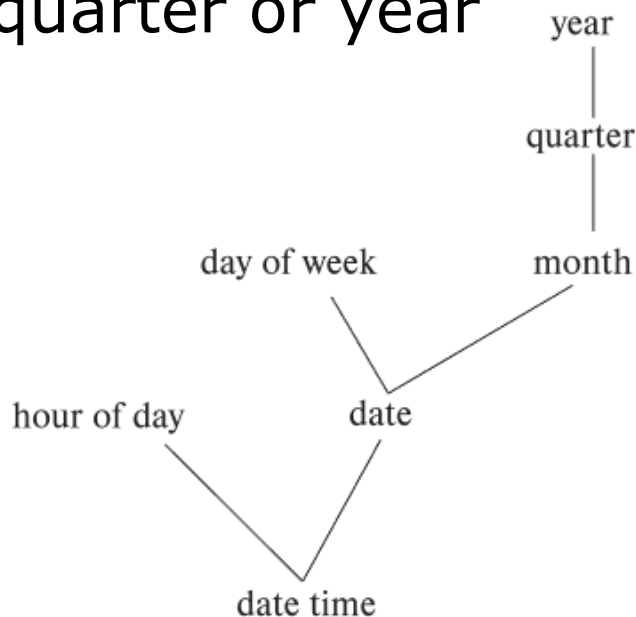 quarter or year
year
quarter
day of week
month
hour of day
date
date time